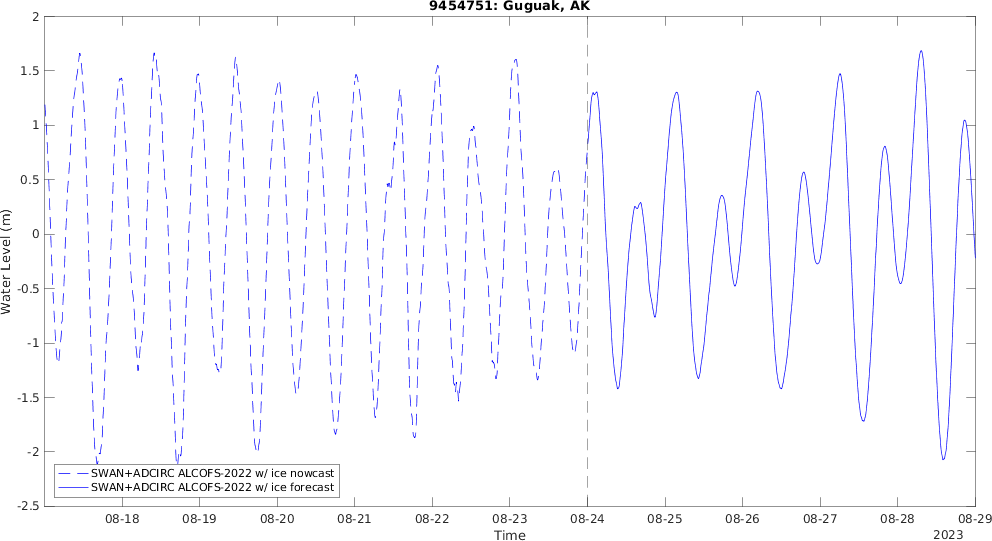 9454751: Guguak, AK
2
1.5
1
0.5
0
-0.5
-1
-1.5
-2
-2.5
Water Level (m)
SWAN+ADCIRC ALCOFS-2022 w/ ice nowcast
SWAN+ADCIRC ALCOFS-2022 w/ ice forecast
08-18 08-19 08-20 08-21 08-22 08-23 08-24 08-25 08-26 08-27 08-28 08-29
Time
2023